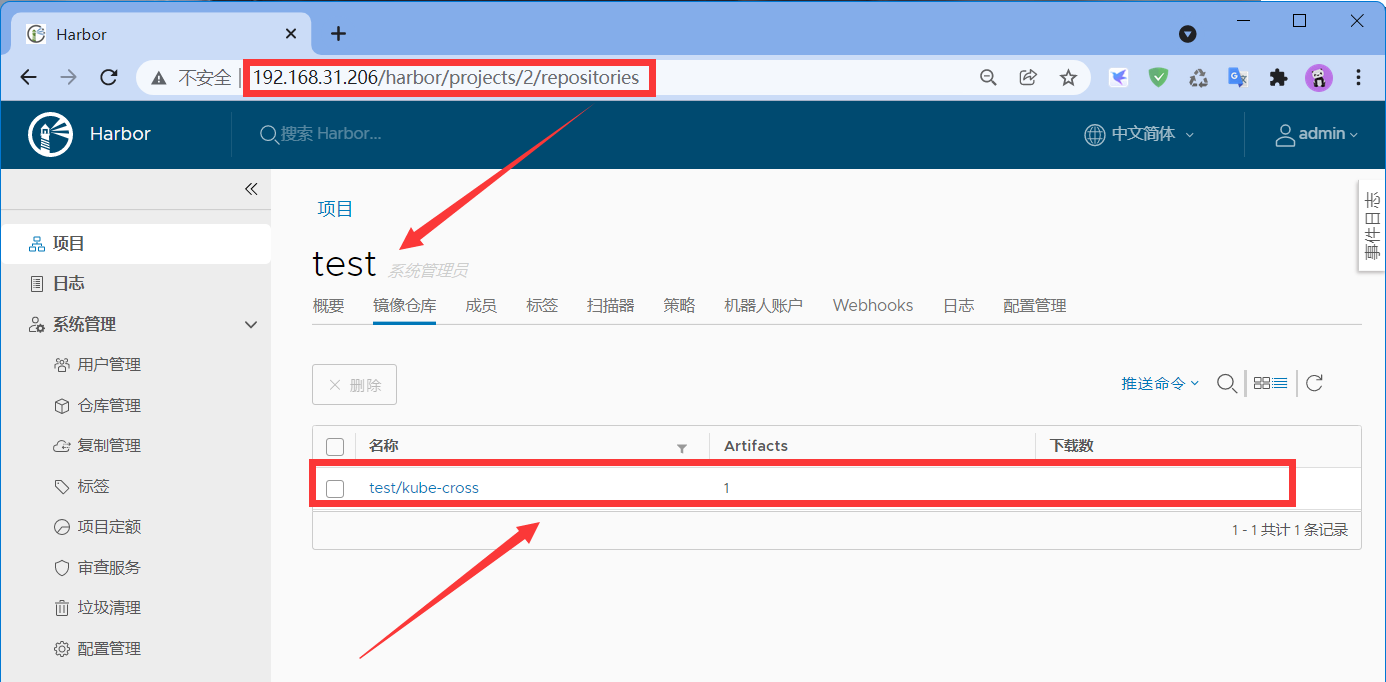 Harbor
不安全 192.168.31.206/harbor/projects/2/repositories
Harbor
搜索 Harbor...
中文简体
admin
事件日志
项目
日志
系统管理
用户管理
仓库管理
复制管理
标签
项目定额
审查服务
垃圾清理
配置管理
项目
test 系统管理员
概要 镜像仓库 成员 标签 扫描器 策略 机器人账户 Webhooks 日志 配置管理
删除
推送命令
名称 Artifacts 下载数
test/kube-cross 1
1 - 1 共计 1 条记录